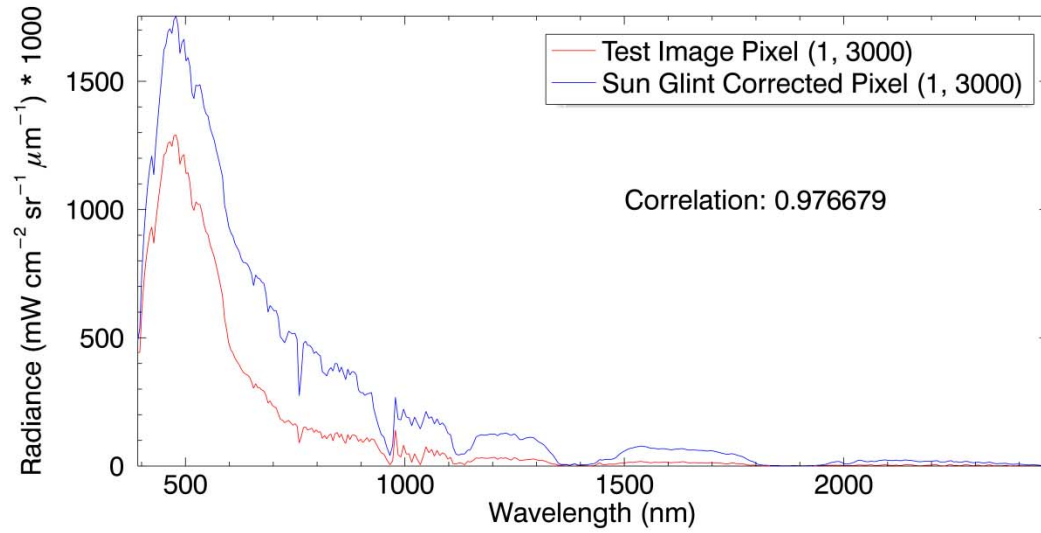 Radiance (mW cm⁻² sr⁻¹ μm⁻¹) * 1000
1500
1000
500
0
Test Image Pixel (1, 3000)
Sun Glint Corrected Pixel (1, 3000)
Correlation: 0.976679
500 1000 1500 2000
Wavelength (nm)